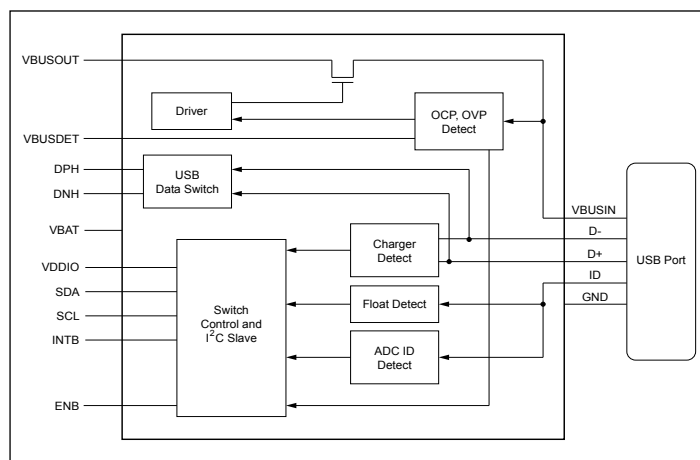 VBUSOUT
Driver
OCP, OVP
Detect
VBUSDET
DPH
USB
Data Switch
DNH
VBAT
VBUSIN
D-
Charger
Detect
D+
USB Port
VDDIO
ID
SDA
Switch
Control and
I²C Slave
Float Detect
GND
SCL
INTB
ADC ID
Detect
ENB